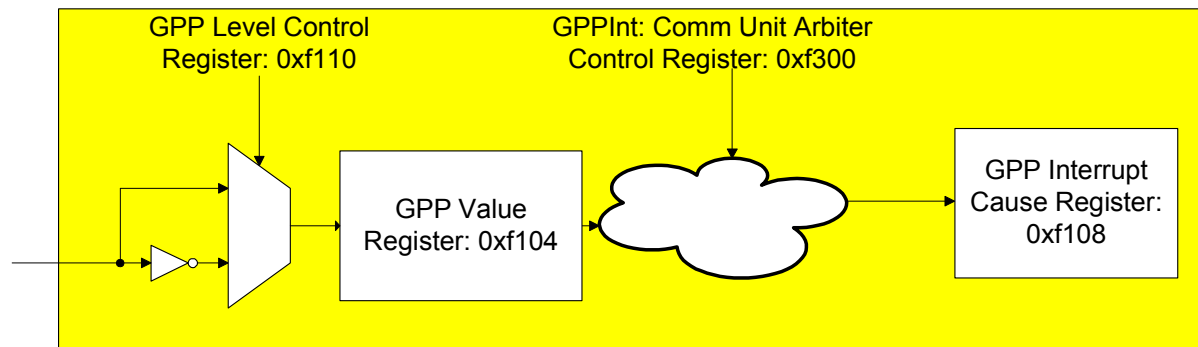 GPP Level Control
Register: 0xf110
GPPInt: Comm Unit Arbiter
Control Register: 0xf300
GPP Value
Register: 0xf104
GPP Interrupt
Cause Register:
0xf108